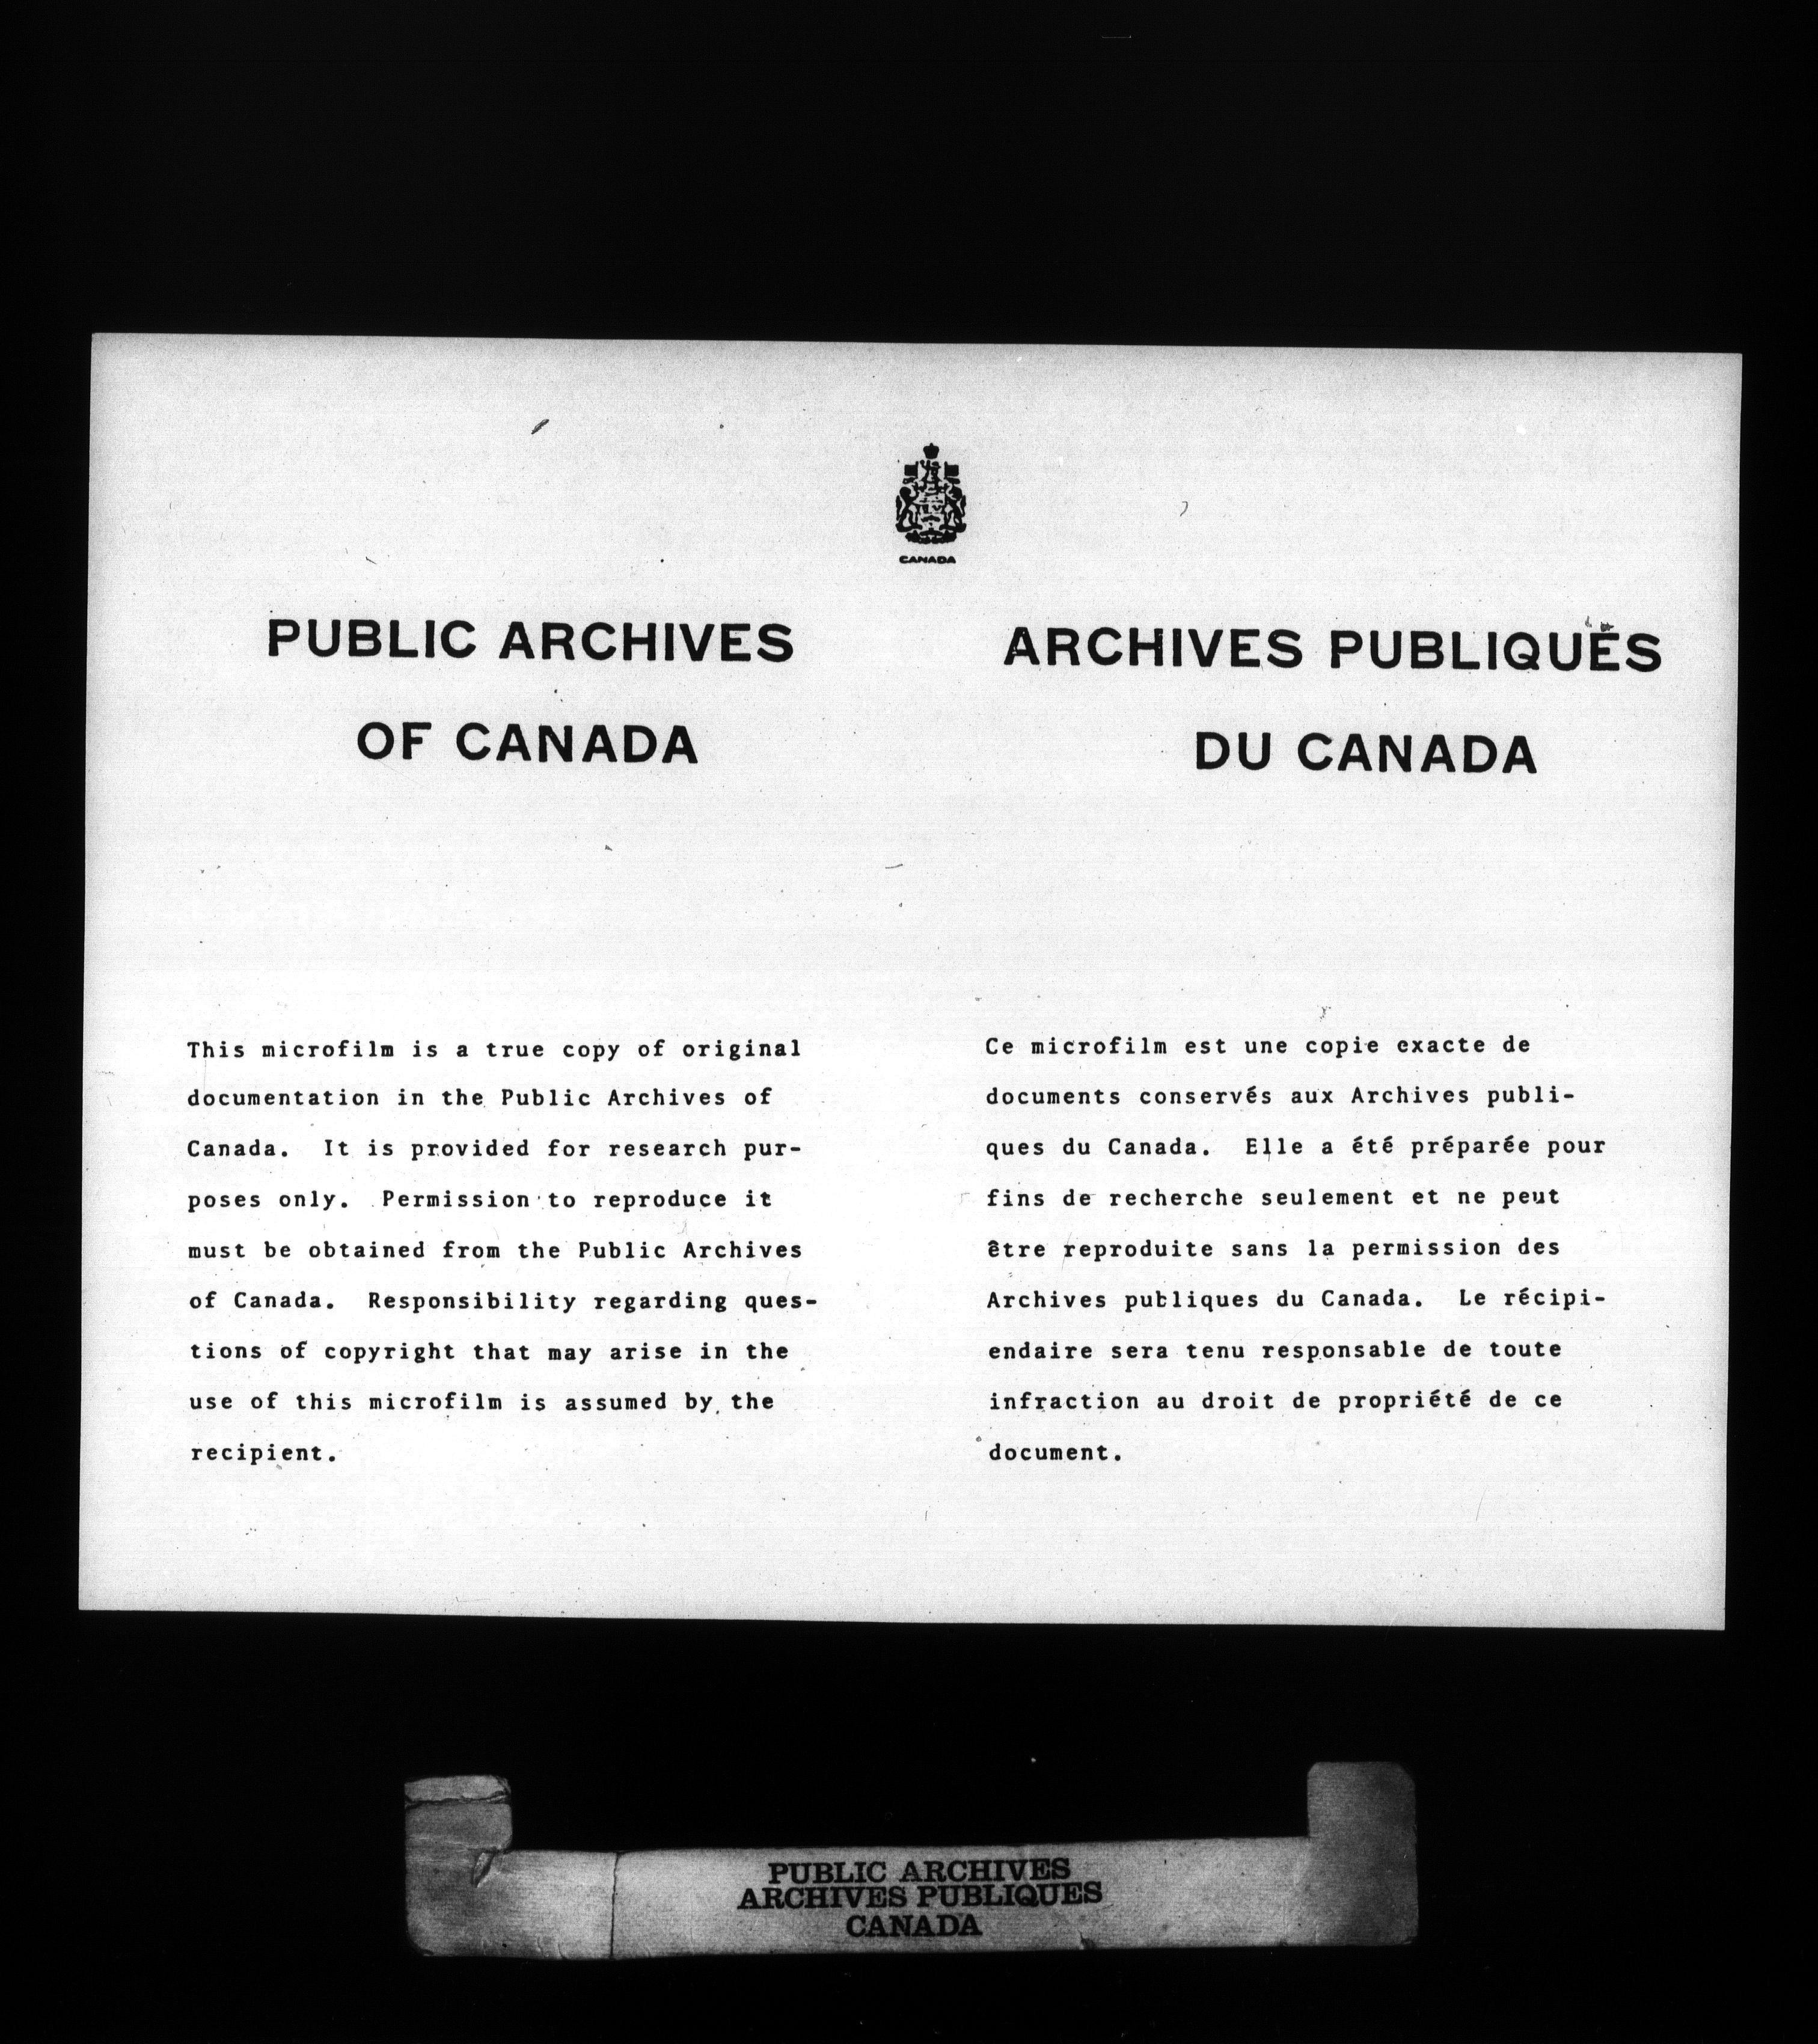 CANADA
PUBLIC ARCHIVES
OF CANADA
ARCHIVES PUBLIQUES
DU CANADA
This microfilm is a true copy of original
documentation in the Public Archives of
Canada. It is provided for research pur-
poses only. Permission to reproduce it
must be obtained from the Public Archives
of Canada. Responsibility regarding ques-
tions of copyright that may arise in the
use of this microfilm is assumed by the
recipient.
Ce microfilm est une copie exacte de
documents conservés aux Archives publi-
ques du Canada. Elle a été préparée pour
fins de recherche seulement et ne peut
être reproduite sans la permission des
Archives publiques du Canada. Le récipi-
endaire sera tenu responsable de toute
infraction au droit de propriété de ce
document.
PUBLIC ARCHIVES
ARCHIVES PUBLIQUES
CANADA